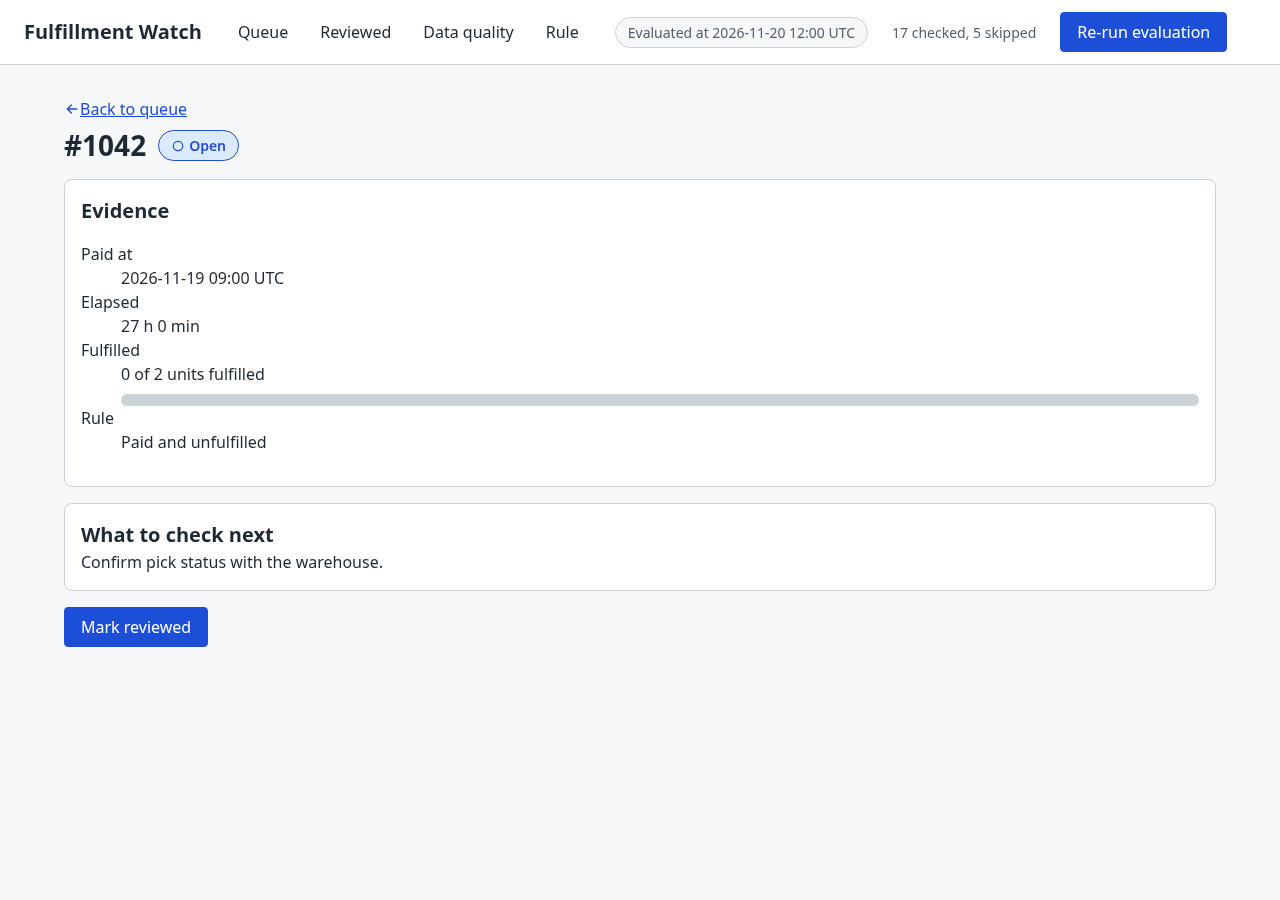 Fulfillment Watch Queue Reviewed Data quality Rule Evaluated at 2026-11-20 12:00 UTC 17 checked, 5 skipped Re-run evaluation
←Back to queue
#1042 Open
Evidence
Paid at
2026-11-19 09:00 UTC
Elapsed
27 h 0 min
Fulfilled
0 of 2 units fulfilled
Rule
Paid and unfulfilled
What to check next
Confirm pick status with the warehouse.
Mark reviewed